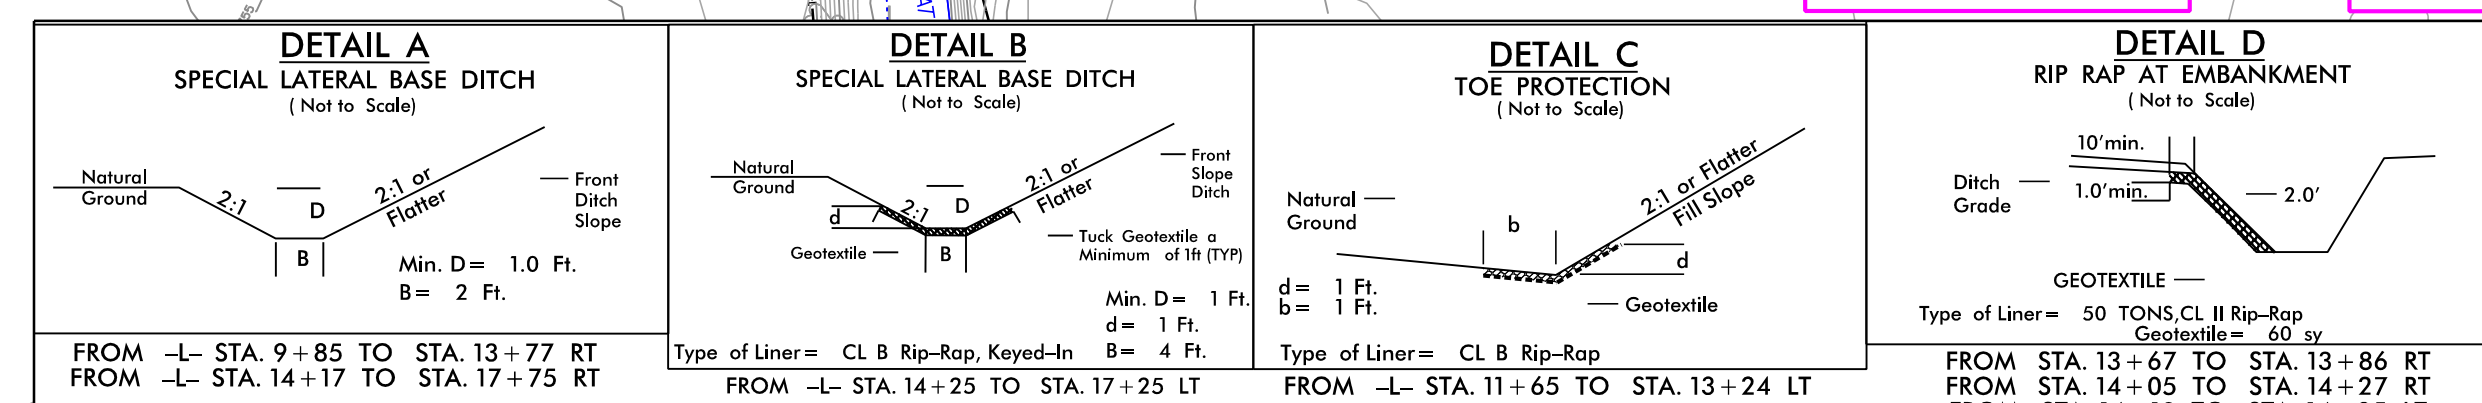 55
AT
DETAIL A
SPECIAL LATERAL BASE DITCH
( Not to Scale)
Natural
Ground
2:1
D
2:1 or
Flatter
Front
Ditch
Slope
B
Min. D = 1.0 Ft.
B = 2 Ft.
FROM –L– STA. 9+85 TO STA. 13+77 RT
FROM –L– STA. 14+17 TO STA. 17+75 RT
DETAIL B
SPECIAL LATERAL BASE DITCH
( Not to Scale)
Natural
Ground
2:1
D
2:1 or
Flatter
Front
Slope
Ditch
d
Geotextile
B
Tuck Geotextile a
Minimum of 1ft (TYP)
Min. D = 1 Ft.
d = 1 Ft.
Type of Liner = CL B Rip–Rap, Keyed–In B = 4 Ft.
FROM –L– STA. 14+25 TO STA. 17+25 LT
DETAIL C
TOE PROTECTION
( Not to Scale)
Natural
Ground
b
2:1 or Flatter
Fill Slope
d
d = 1 Ft.
b = 1 Ft.
Geotextile
Type of Liner = CL B Rip–Rap
FROM –L– STA. 11+65 TO STA. 13+24 LT
DETAIL D
RIP RAP AT EMBANKMENT
( Not to Scale)
10'min.
Ditch
Grade
1.0'min.
2.0'
GEOTEXTILE
Type of Liner = 50 TONS,CL II Rip–Rap
Geotextile = 60 sy
FROM STA. 13+67 TO STA. 13+86 RT
FROM STA. 14+05 TO STA. 14+27 RT